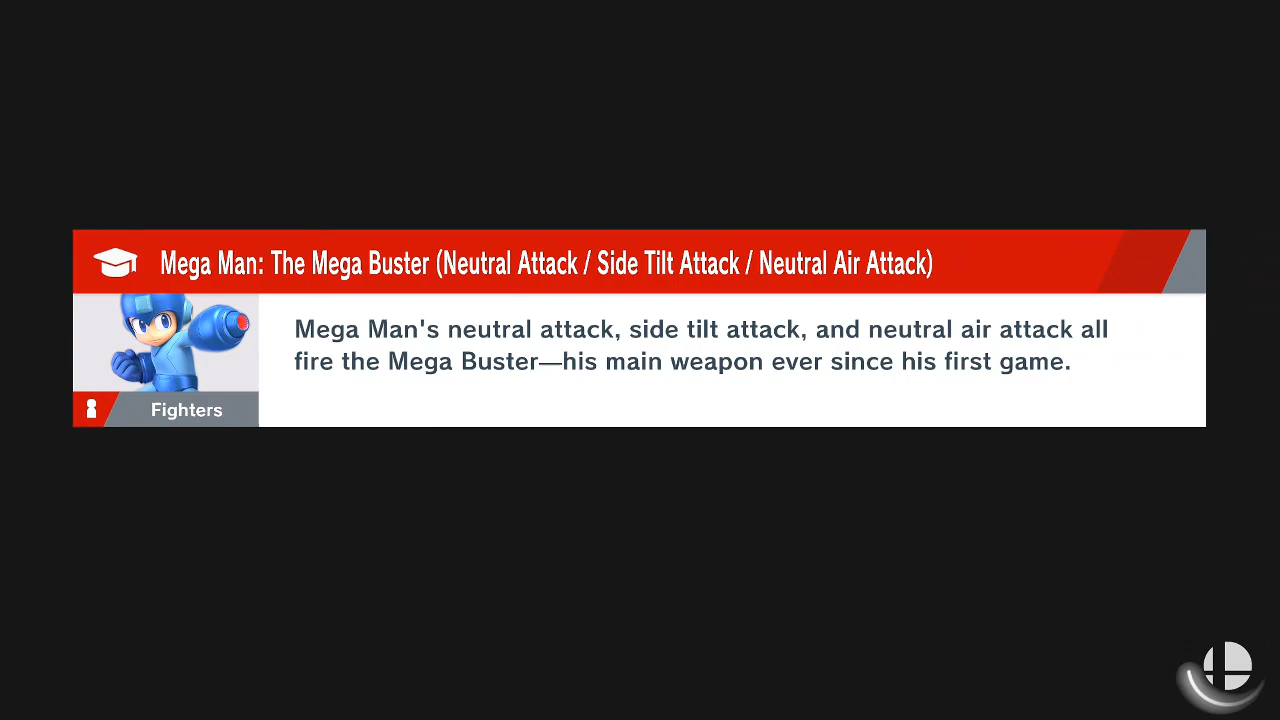 Mega Man: The Mega Buster (Neutral Attack / Side Tilt Attack / Neutral Air Attack)
Mega Man's neutral attack, side tilt attack, and neutral air attack all
fire the Mega Buster—his main weapon ever since his first game.
Fighters